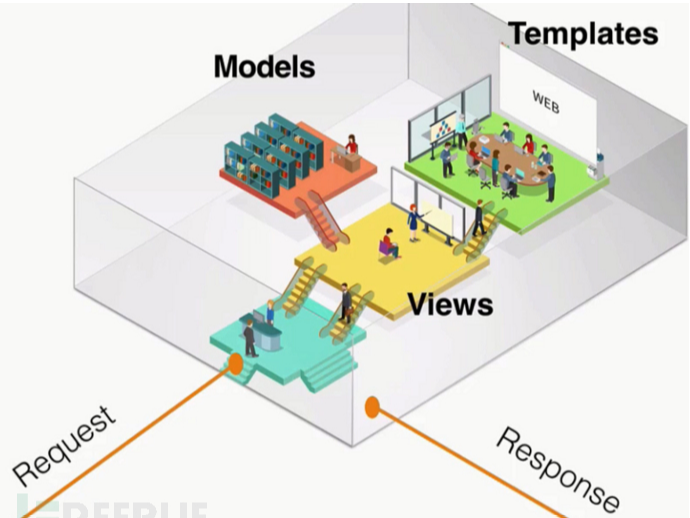 Templates
Models
WEB
Views
Request
Response